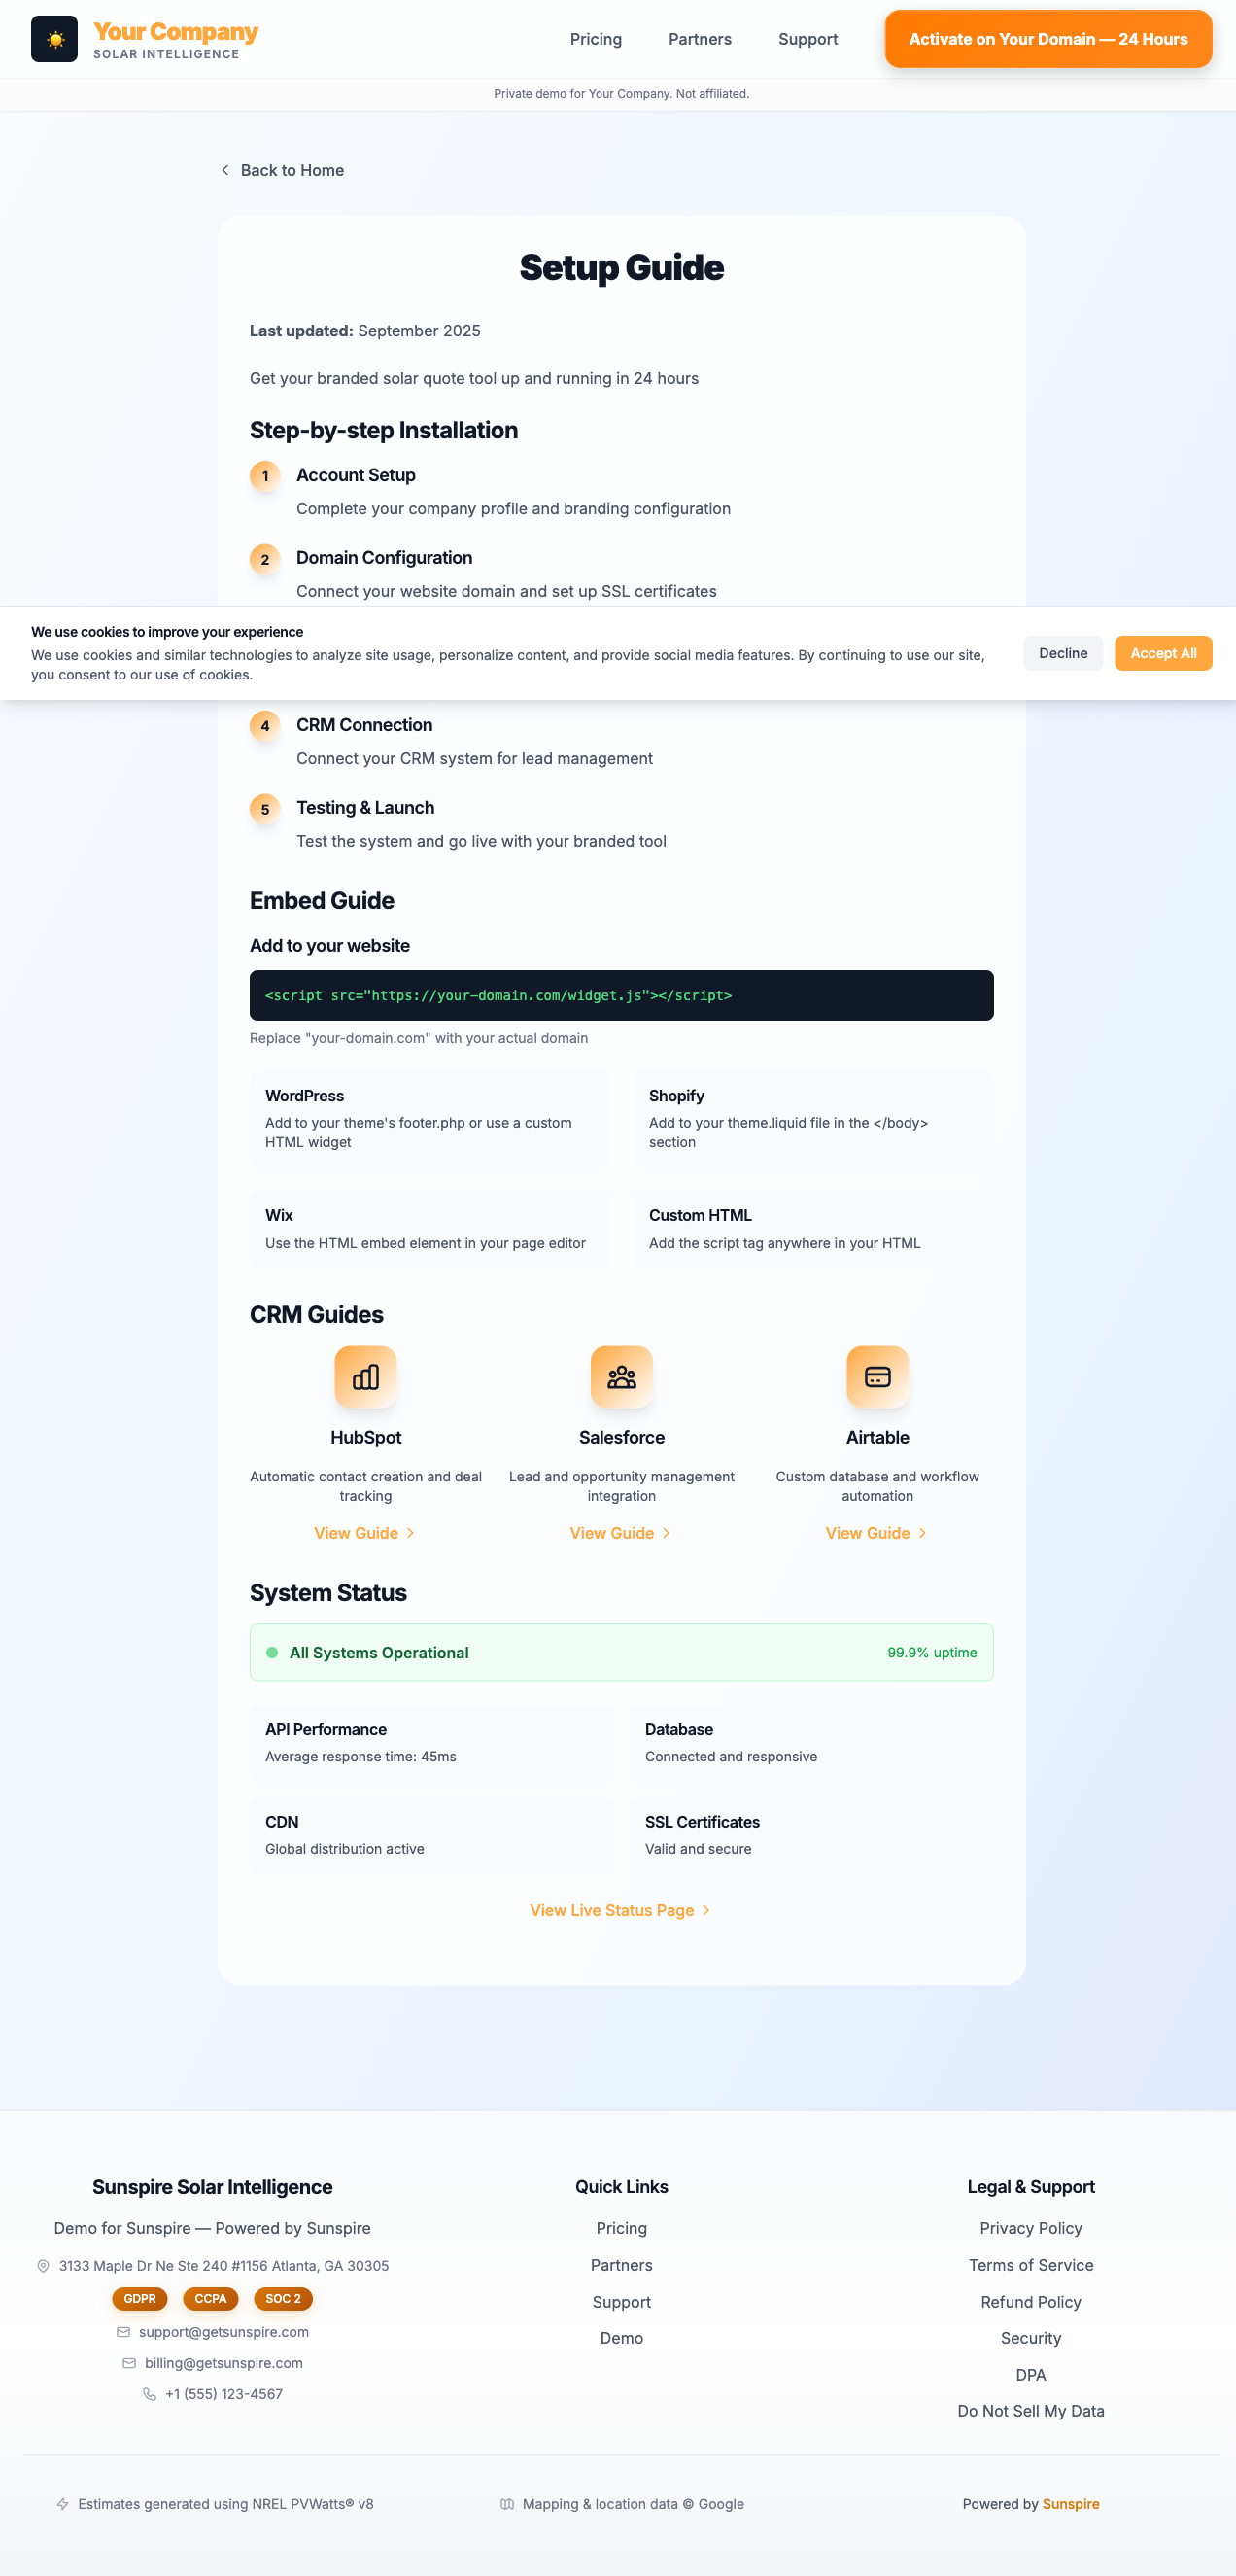 Your Company
SOLAR INTELLIGENCE
Pricing
Partners
Support
Activate on Your Domain — 24 Hours
Private demo for Your Company. Not affiliated.
Back to Home
Setup Guide
Last updated: September 2025
Get your branded solar quote tool up and running in 24 hours
Step-by-step Installation
1
Account Setup
Complete your company profile and branding configuration
2
Domain Configuration
Connect your website domain and set up SSL certificates
We use cookies to improve your experience
We use cookies and similar technologies to analyze site usage, personalize content, and provide social media features. By continuing to use our site,
you consent to our use of cookies.
Decline
Accept All
4
CRM Connection
Connect your CRM system for lead management
5
Testing & Launch
Test the system and go live with your branded tool
Embed Guide
Add to your website
<script src="https://your-domain.com/widget.js"></script>
Replace "your-domain.com" with your actual domain
WordPress
Add to your theme's footer.php or use a custom
HTML widget
Shopify
Add to your theme.liquid file in the </body>
section
Wix
Use the HTML embed element in your page editor
Custom HTML
Add the script tag anywhere in your HTML
CRM Guides
HubSpot
Automatic contact creation and deal
tracking
View Guide
Salesforce
Lead and opportunity management
integration
View Guide
Airtable
Custom database and workflow
automation
View Guide
System Status
All Systems Operational
99.9% uptime
API Performance
Average response time: 45ms
Database
Connected and responsive
CDN
Global distribution active
SSL Certificates
Valid and secure
View Live Status Page
Sunspire Solar Intelligence
Demo for Sunspire — Powered by Sunspire
3133 Maple Dr Ne Ste 240 #1156 Atlanta, GA 30305
GDPR
CCPA
SOC 2
support@getsunspire.com
billing@getsunspire.com
+1 (555) 123-4567
Quick Links
Pricing
Partners
Support
Demo
Legal & Support
Privacy Policy
Terms of Service
Refund Policy
Security
DPA
Do Not Sell My Data
Estimates generated using NREL PVWatts® v8
Mapping & location data © Google
Powered by Sunspire